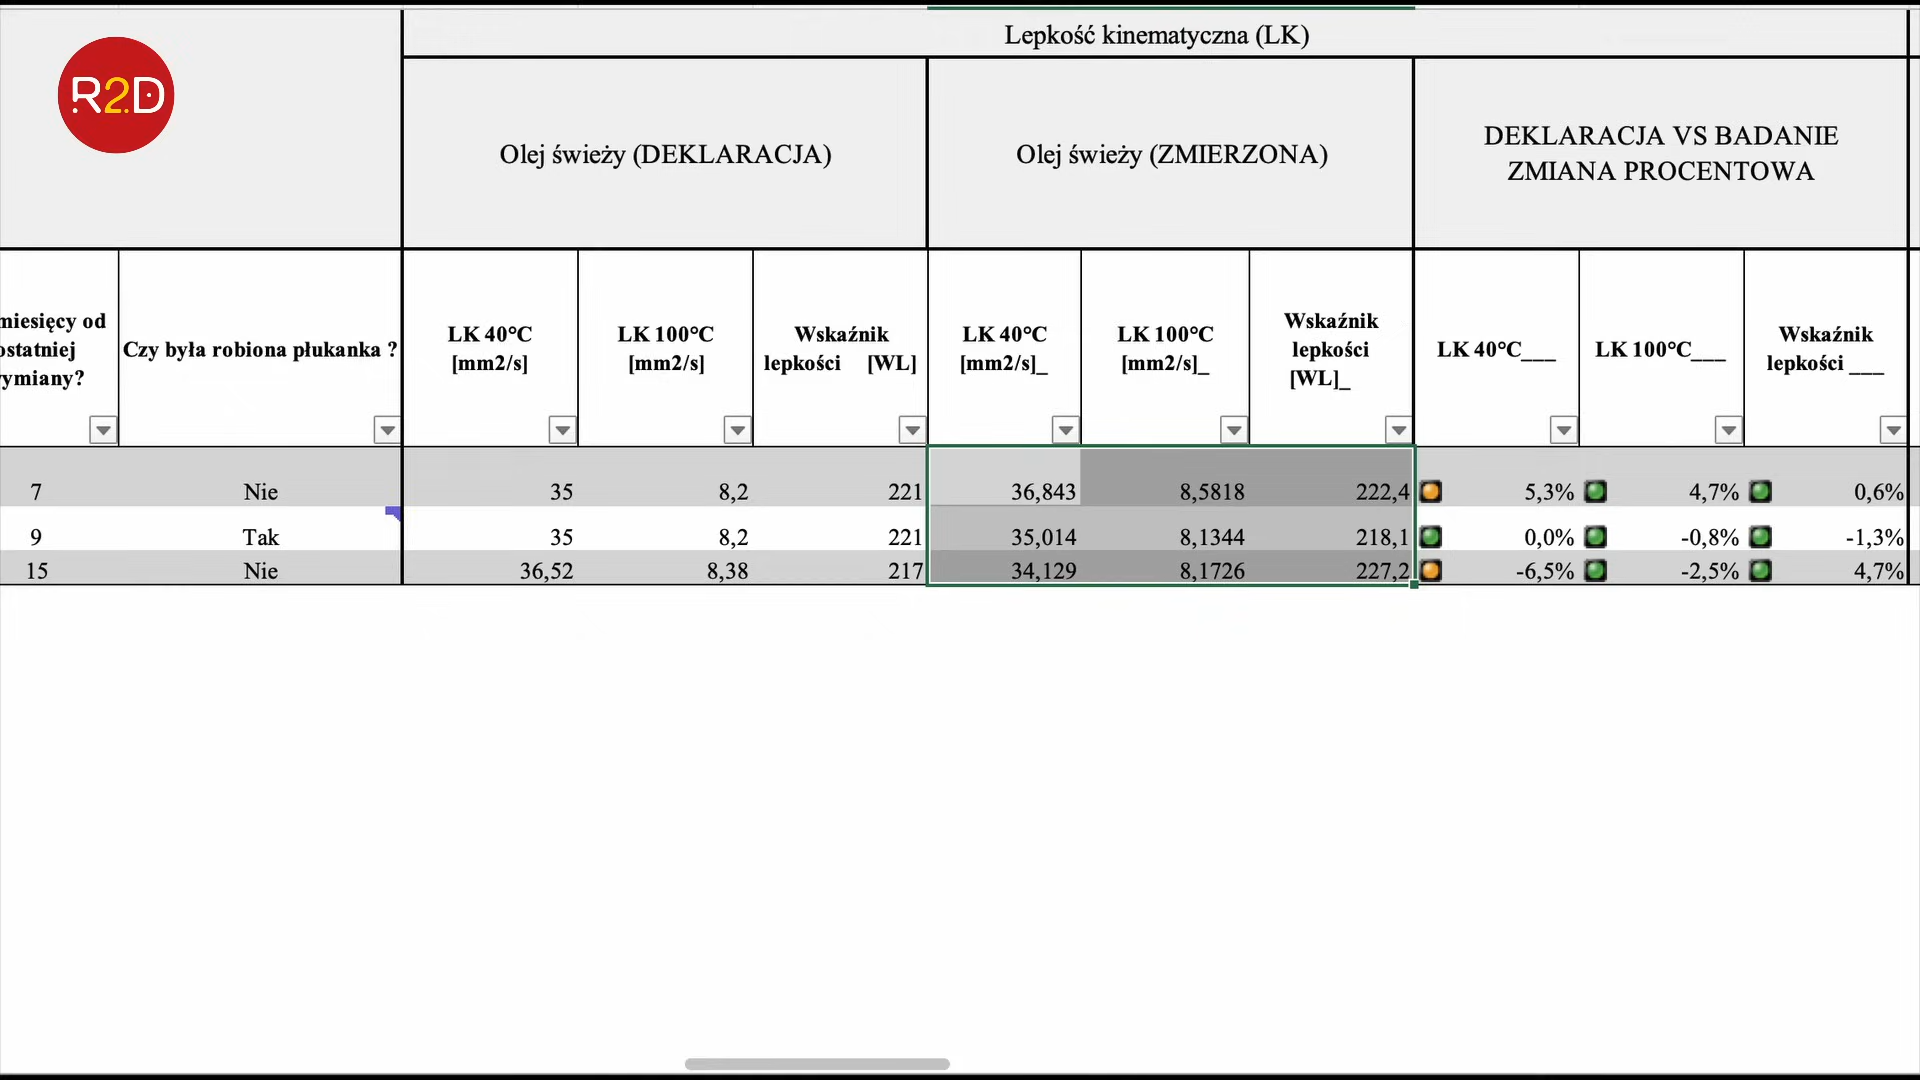 R2D
Lepkość kinematyczna (LK)
Olej świeży (DEKLARACJA)
Olej świeży (ZMIERZONA)
DEKLARACJA VS BADANIE
ZMIANA PROCENTOWA
miesięcy od
ostatniej
wymiany?
Czy była robiona płukanka ?
LK 40°C
[mm2/s]
LK 100°C
[mm2/s]
Wskaźnik
lepkości [WL]
LK 40°C
[mm2/s]_
LK 100°C
[mm2/s]_
Wskaźnik
lepkości
[WL]_
LK 40°C___
LK 100°C___
Wskaźnik
lepkości ___
7 Nie 35 8,2 221 36,843 8,5818 222,4 5,3% 4,7% 0,6%
9 Tak 35 8,2 221 35,014 8,1344 218,1 0,0% -0,8% -1,3%
15 Nie 36,52 8,38 217 34,129 8,1726 227,2 -6,5% -2,5% 4,7%